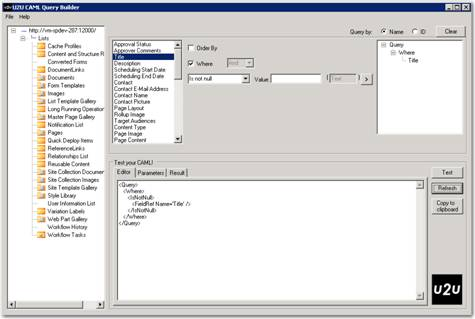 U2U CAML Query Builder
File Help
Query by: Name ID Clear
http://vm-spdev-287:12000/
Lists
Cache Profiles
Content and Structure R
Converted Forms
DocumentLinks
Documents
Form Templates
Images
List Template Gallery
Long Running Operation
Master Page Gallery
Notification List
Pages
Quick Deploy Items
ReferenceLinks
Relationships List
Reusable Content
Site Collection Documen
Site Collection Images
Site Template Gallery
Style Library
User Information List
Variation Labels
Web Part Gallery
Workflow History
Workflow Tasks
Approval Status
Approver Comments
Title
Description
Scheduling Start Date
Scheduling End Date
Contact
Contact E-Mail Address
Contact Name
Contact Picture
Page Layout
Rollup Image
Target Audiences
Content Type
Page Image
Page Content
Order By
Where And
Is not null Value ( Text ) >
Query
Where
Title
Test your CAML!
Editor Parameters Result
<Query>
<Where>
<IsNotNull>
<FieldRef Name='Title' />
</IsNotNull>
</Where>
</Query>
Test
Refresh
Copy to
clipboard
U2U